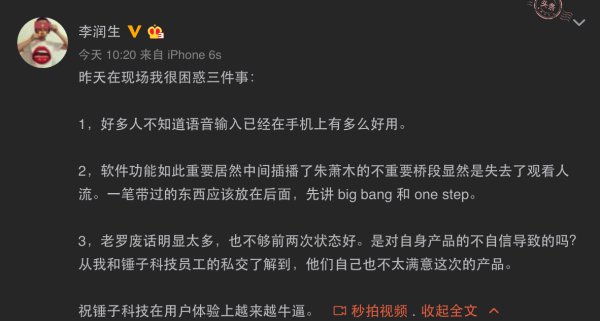 头条
李润生
今天 10:20 来自 iPhone 6s
昨天在现场我很困惑三件事：
1，好多人不知道语音输入已经在手机上有多么好用。
2，软件功能如此重要居然中间插播了朱萧木的不重要桥段显然是失去了观看人
流。一笔带过的东西应该放在后面，先讲 big bang 和 one step。
3，老罗废话明显太多，也不够前两次状态好。是对自身产品的不自信导致的吗？
从我和锤子科技员工的私交了解到，他们自己也不太满意这次的产品。
祝锤子科技在用户体验上越来越牛逼。 秒拍视频 . 收起全文